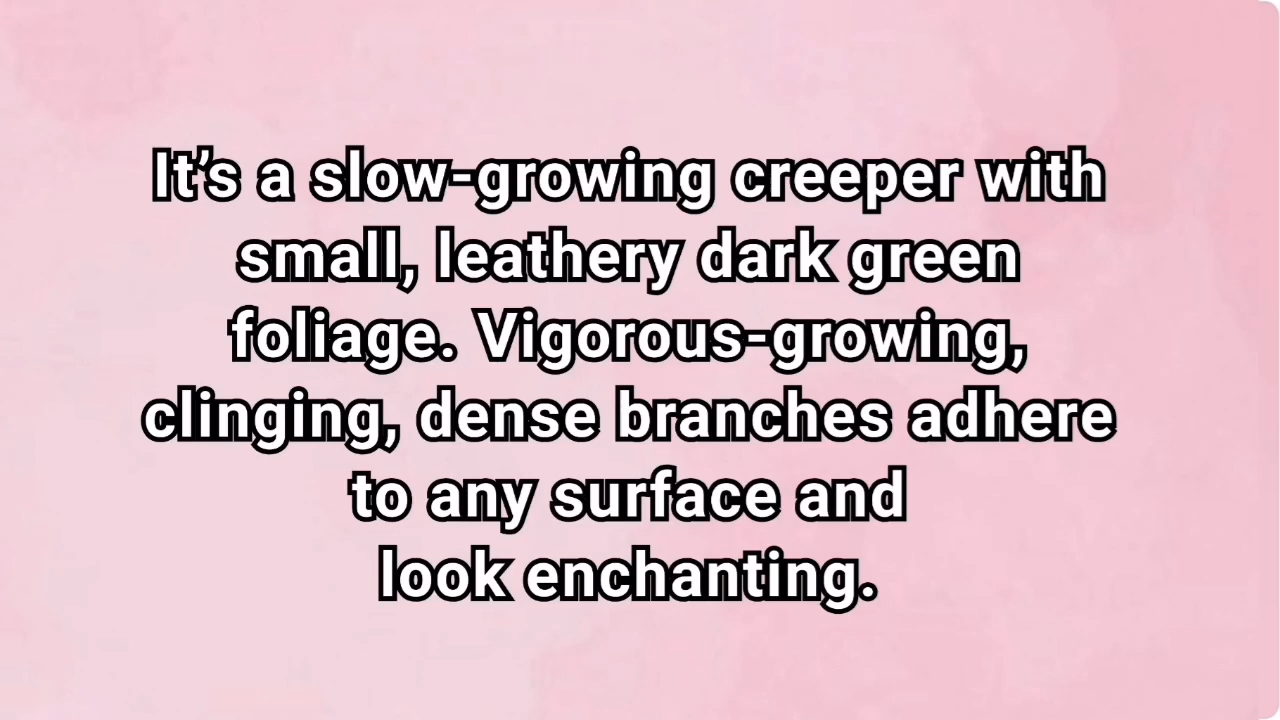 It’s a slow-growing creeper with
small, leathery dark green
foliage. Vigorous-growing,
clinging, dense branches adhere
to any surface and
look enchanting.